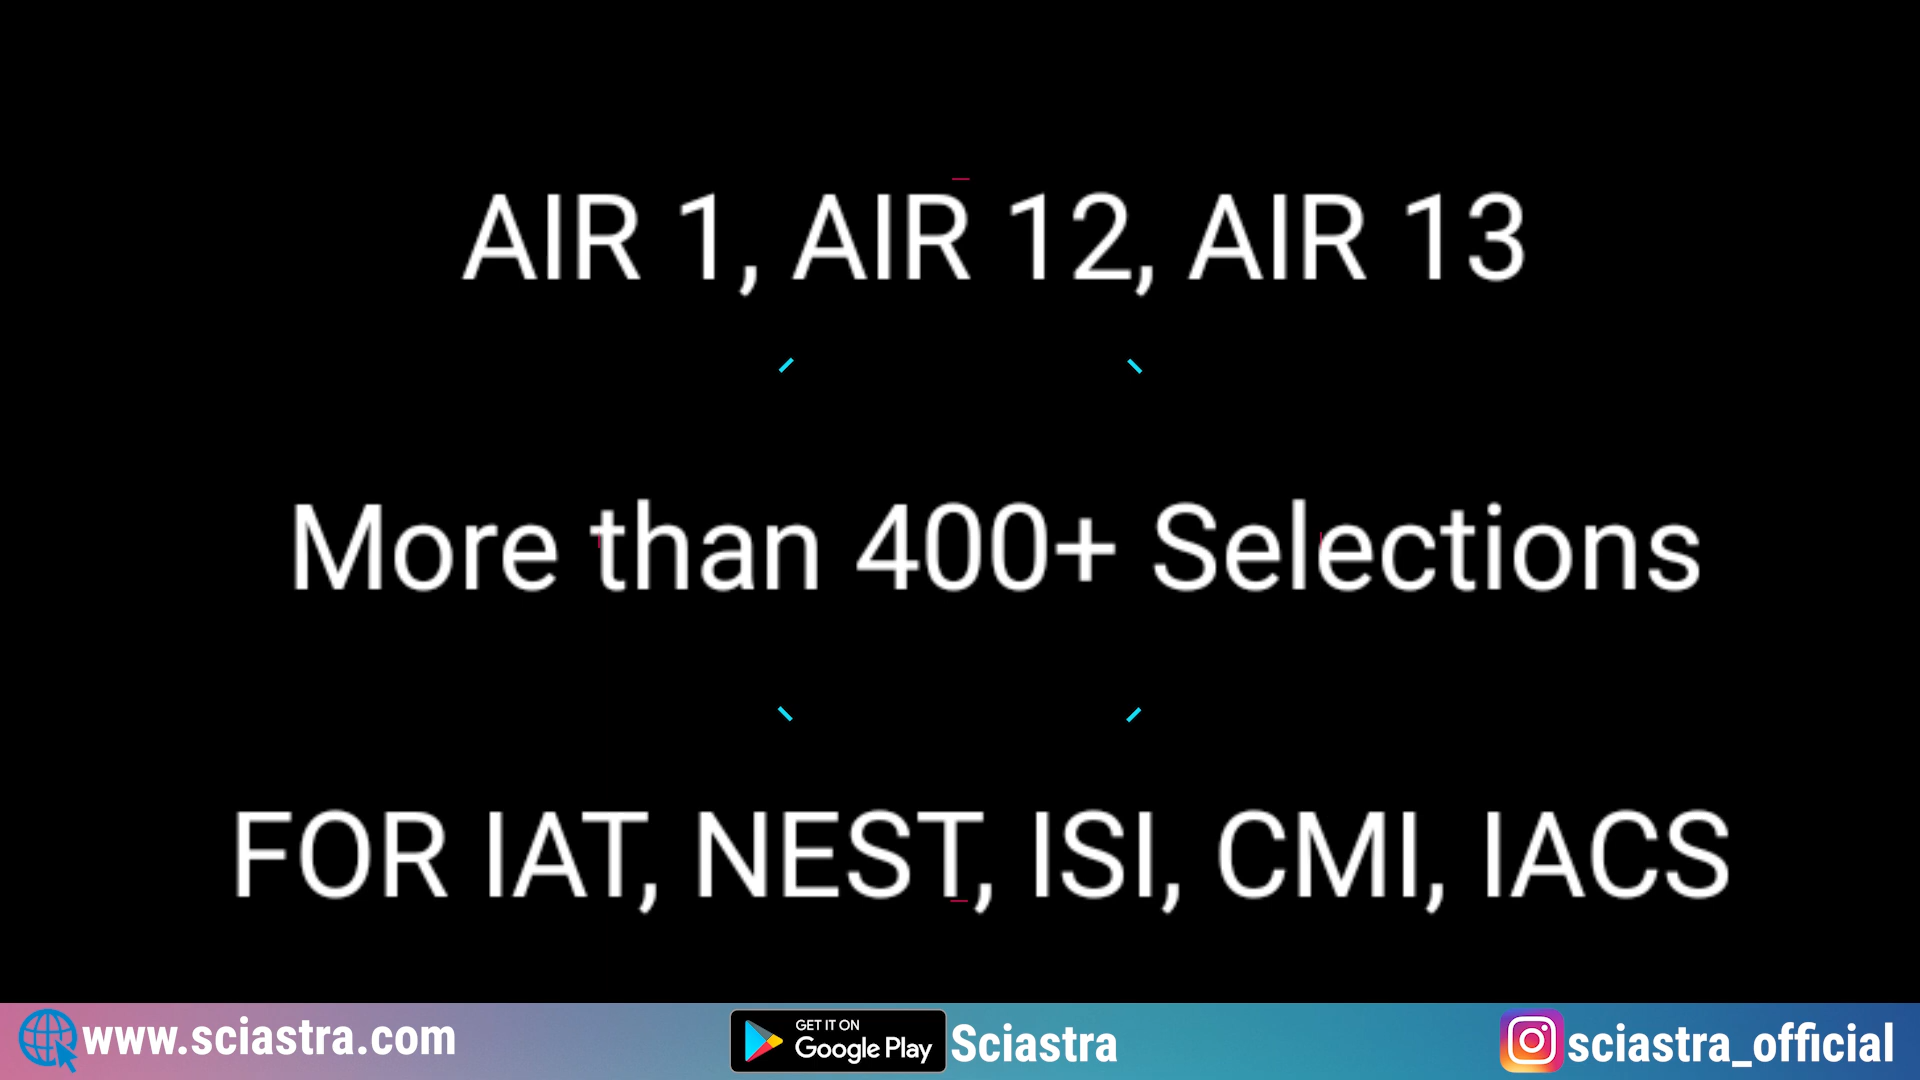 AIR 1, AIR 12, AIR 13
More than 400+ Selections
FOR IAT, NEST, ISI, CMI, IACS
www.sciastra.com
GET IT ON
Google Play
Sciastra
sciastra_official